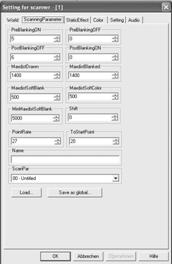 Setting for scanner [1]
World ScanningParameter StaticEffect Color Setting Audio
PreBlankingON PreBlankingOFF
5 0
PostBlankingOFF PostBlankingON
6 0
MaxdistDrawn MaxdistBlanked
1400 1400
MaxdistSoftBlank MaxdistSoftColor
500 500
MinMaxdistSoftBlank Shift
5000 0
PointRate ToStartPoint
27 20
Name
ScanPar
00 - Untitled
Load... Save as global...
OK Abbrechen Übernehmen Hilfe